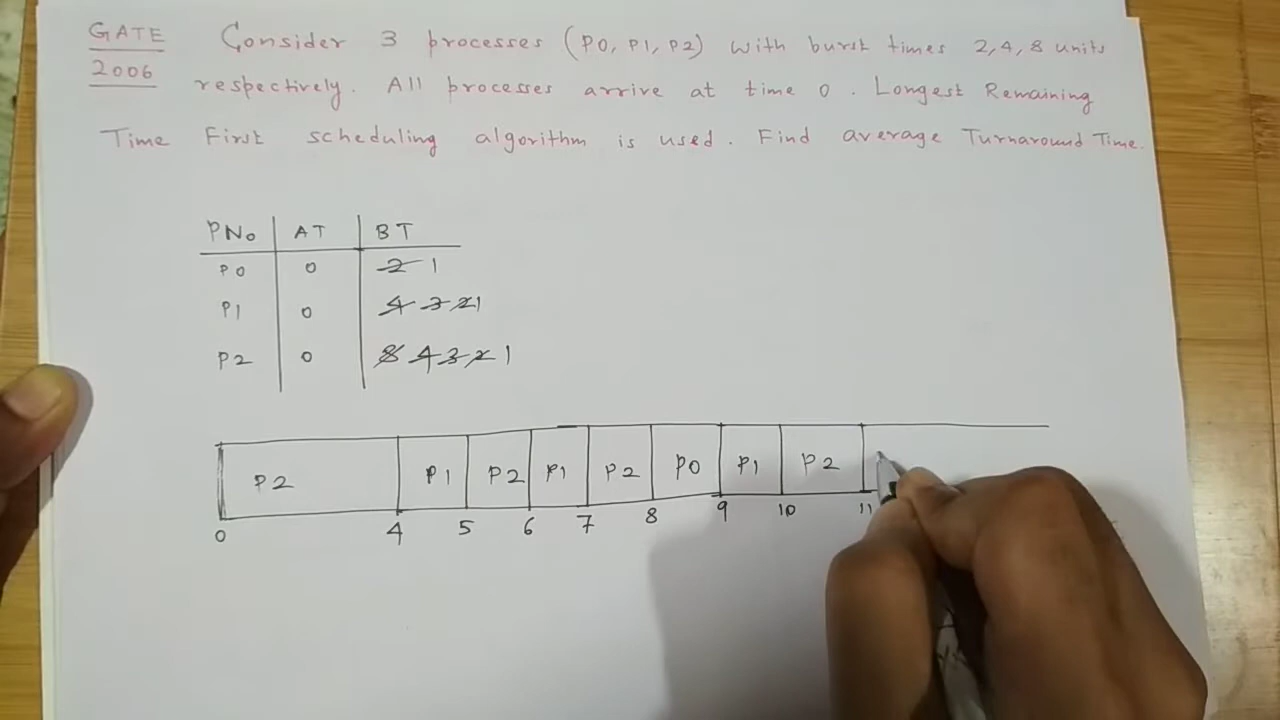 GATE Consider 3 processes (P0, P1, P2) with burst times 2,4,8 units
2006 respectively. All processes arrive at time 0. Longest Remaining
Time First scheduling algorithm is used. Find average Turnaround Time.
PNo AT BT
P0 0 2 1
P1 0 4 3 2 1
P2 0 8 4 3 2 1
P2 P1 P2 P1 P2 P0 P1 P2
0 4 5 6 7 8 9 10 11